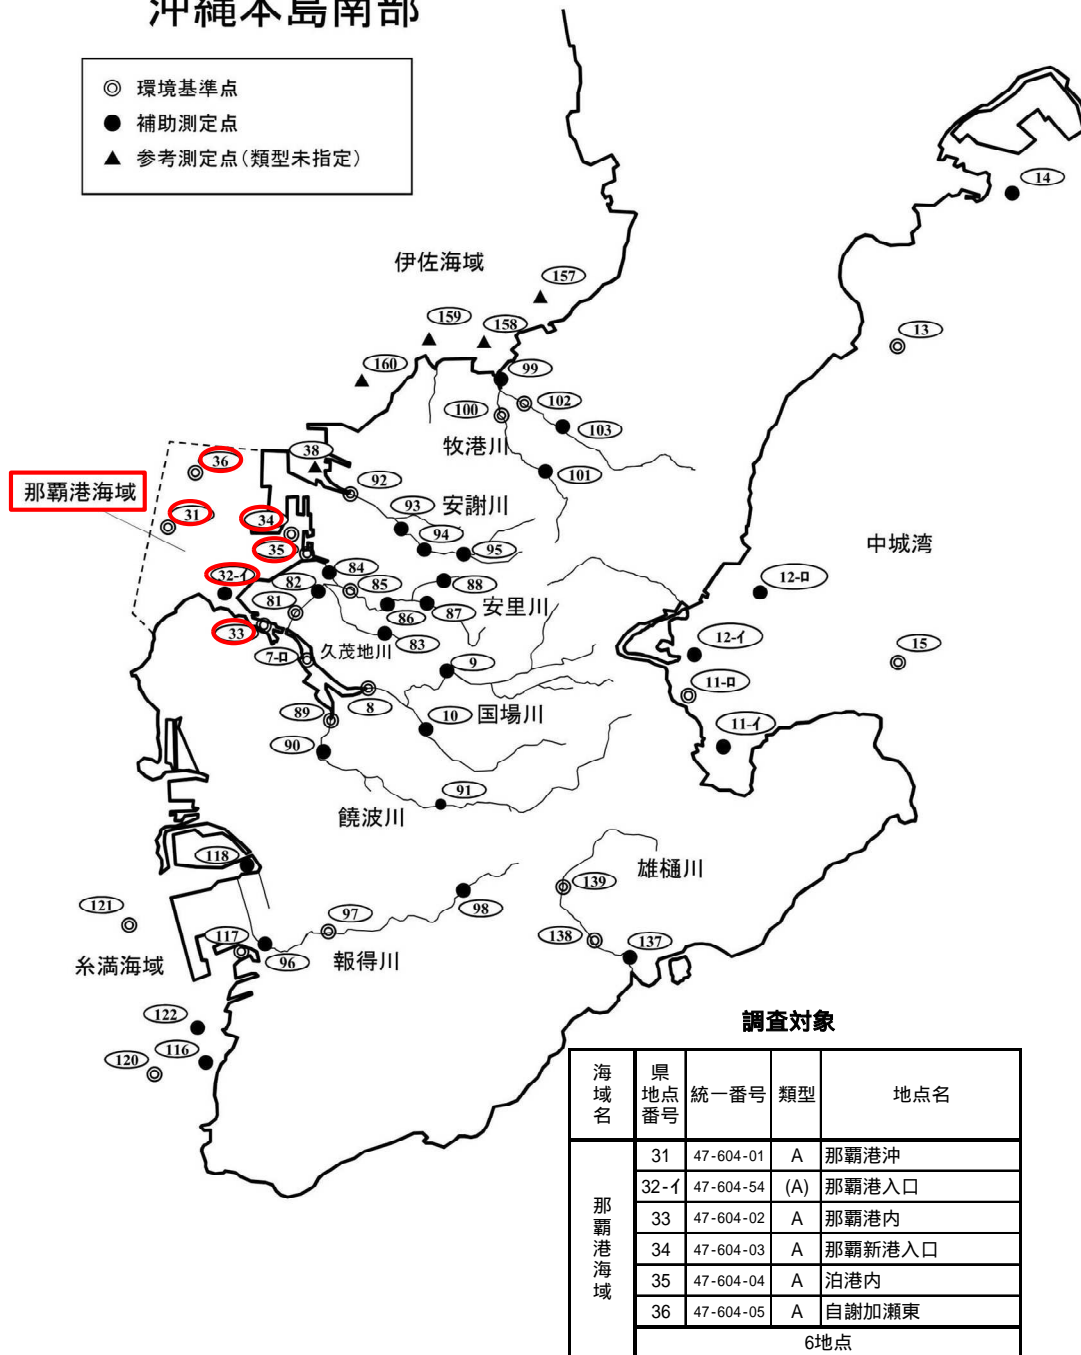 沖縄本島南部
◎ 環境基準点
● 補助測定点
▲ 参考測定点(類型未指定)
14
伊佐海域
157
159
158
13
160
99
102
100
103
牧港川
38
36
92
101
那覇港海域
93
安謝川
31
34
94
中城湾
35
95
84
32-イ
82
85
88
12-ロ
81
安里川
86
87
33
83
12-イ
久茂地川
15
7-ロ
9
11-ロ
8
10
国場川
89
11-イ
90
91
饒波川
118
雄樋川
139
121
97
98
117
138
137
96
報得川
糸満海域
122
116
120
調査対象
海域名 県地点番号 統一番号 類型 地点名
那覇港海域
31 47-604-01 A 那覇港沖
32-イ 47-604-54 (A) 那覇港入口
33 47-604-02 A 那覇港内
34 47-604-03 A 那覇新港入口
35 47-604-04 A 泊港内
36 47-604-05 A 自謝加瀬東
6地点